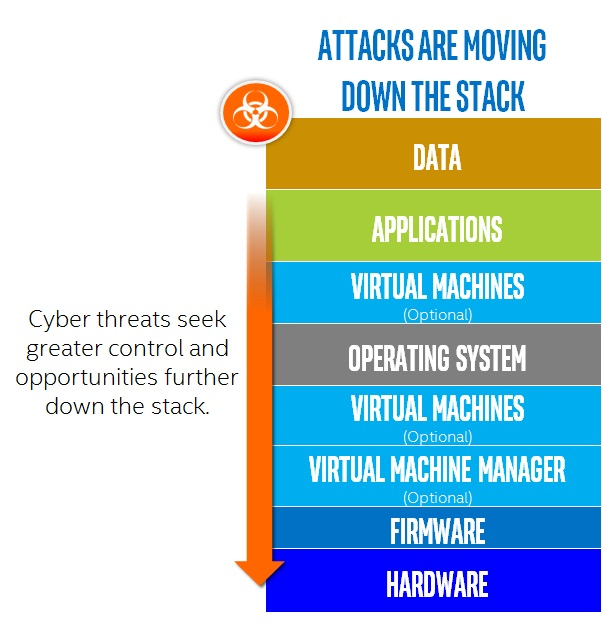 ATTACKS ARE MOVING
DOWN THE STACK
DATA
APPLICATIONS
VIRTUAL MACHINES
(Optional)
OPERATING SYSTEM
VIRTUAL MACHINES
(Optional)
VIRTUAL MACHINE MANAGER
(Optional)
FIRMWARE
HARDWARE
Cyber threats seek
greater control and
opportunities further
down the stack.